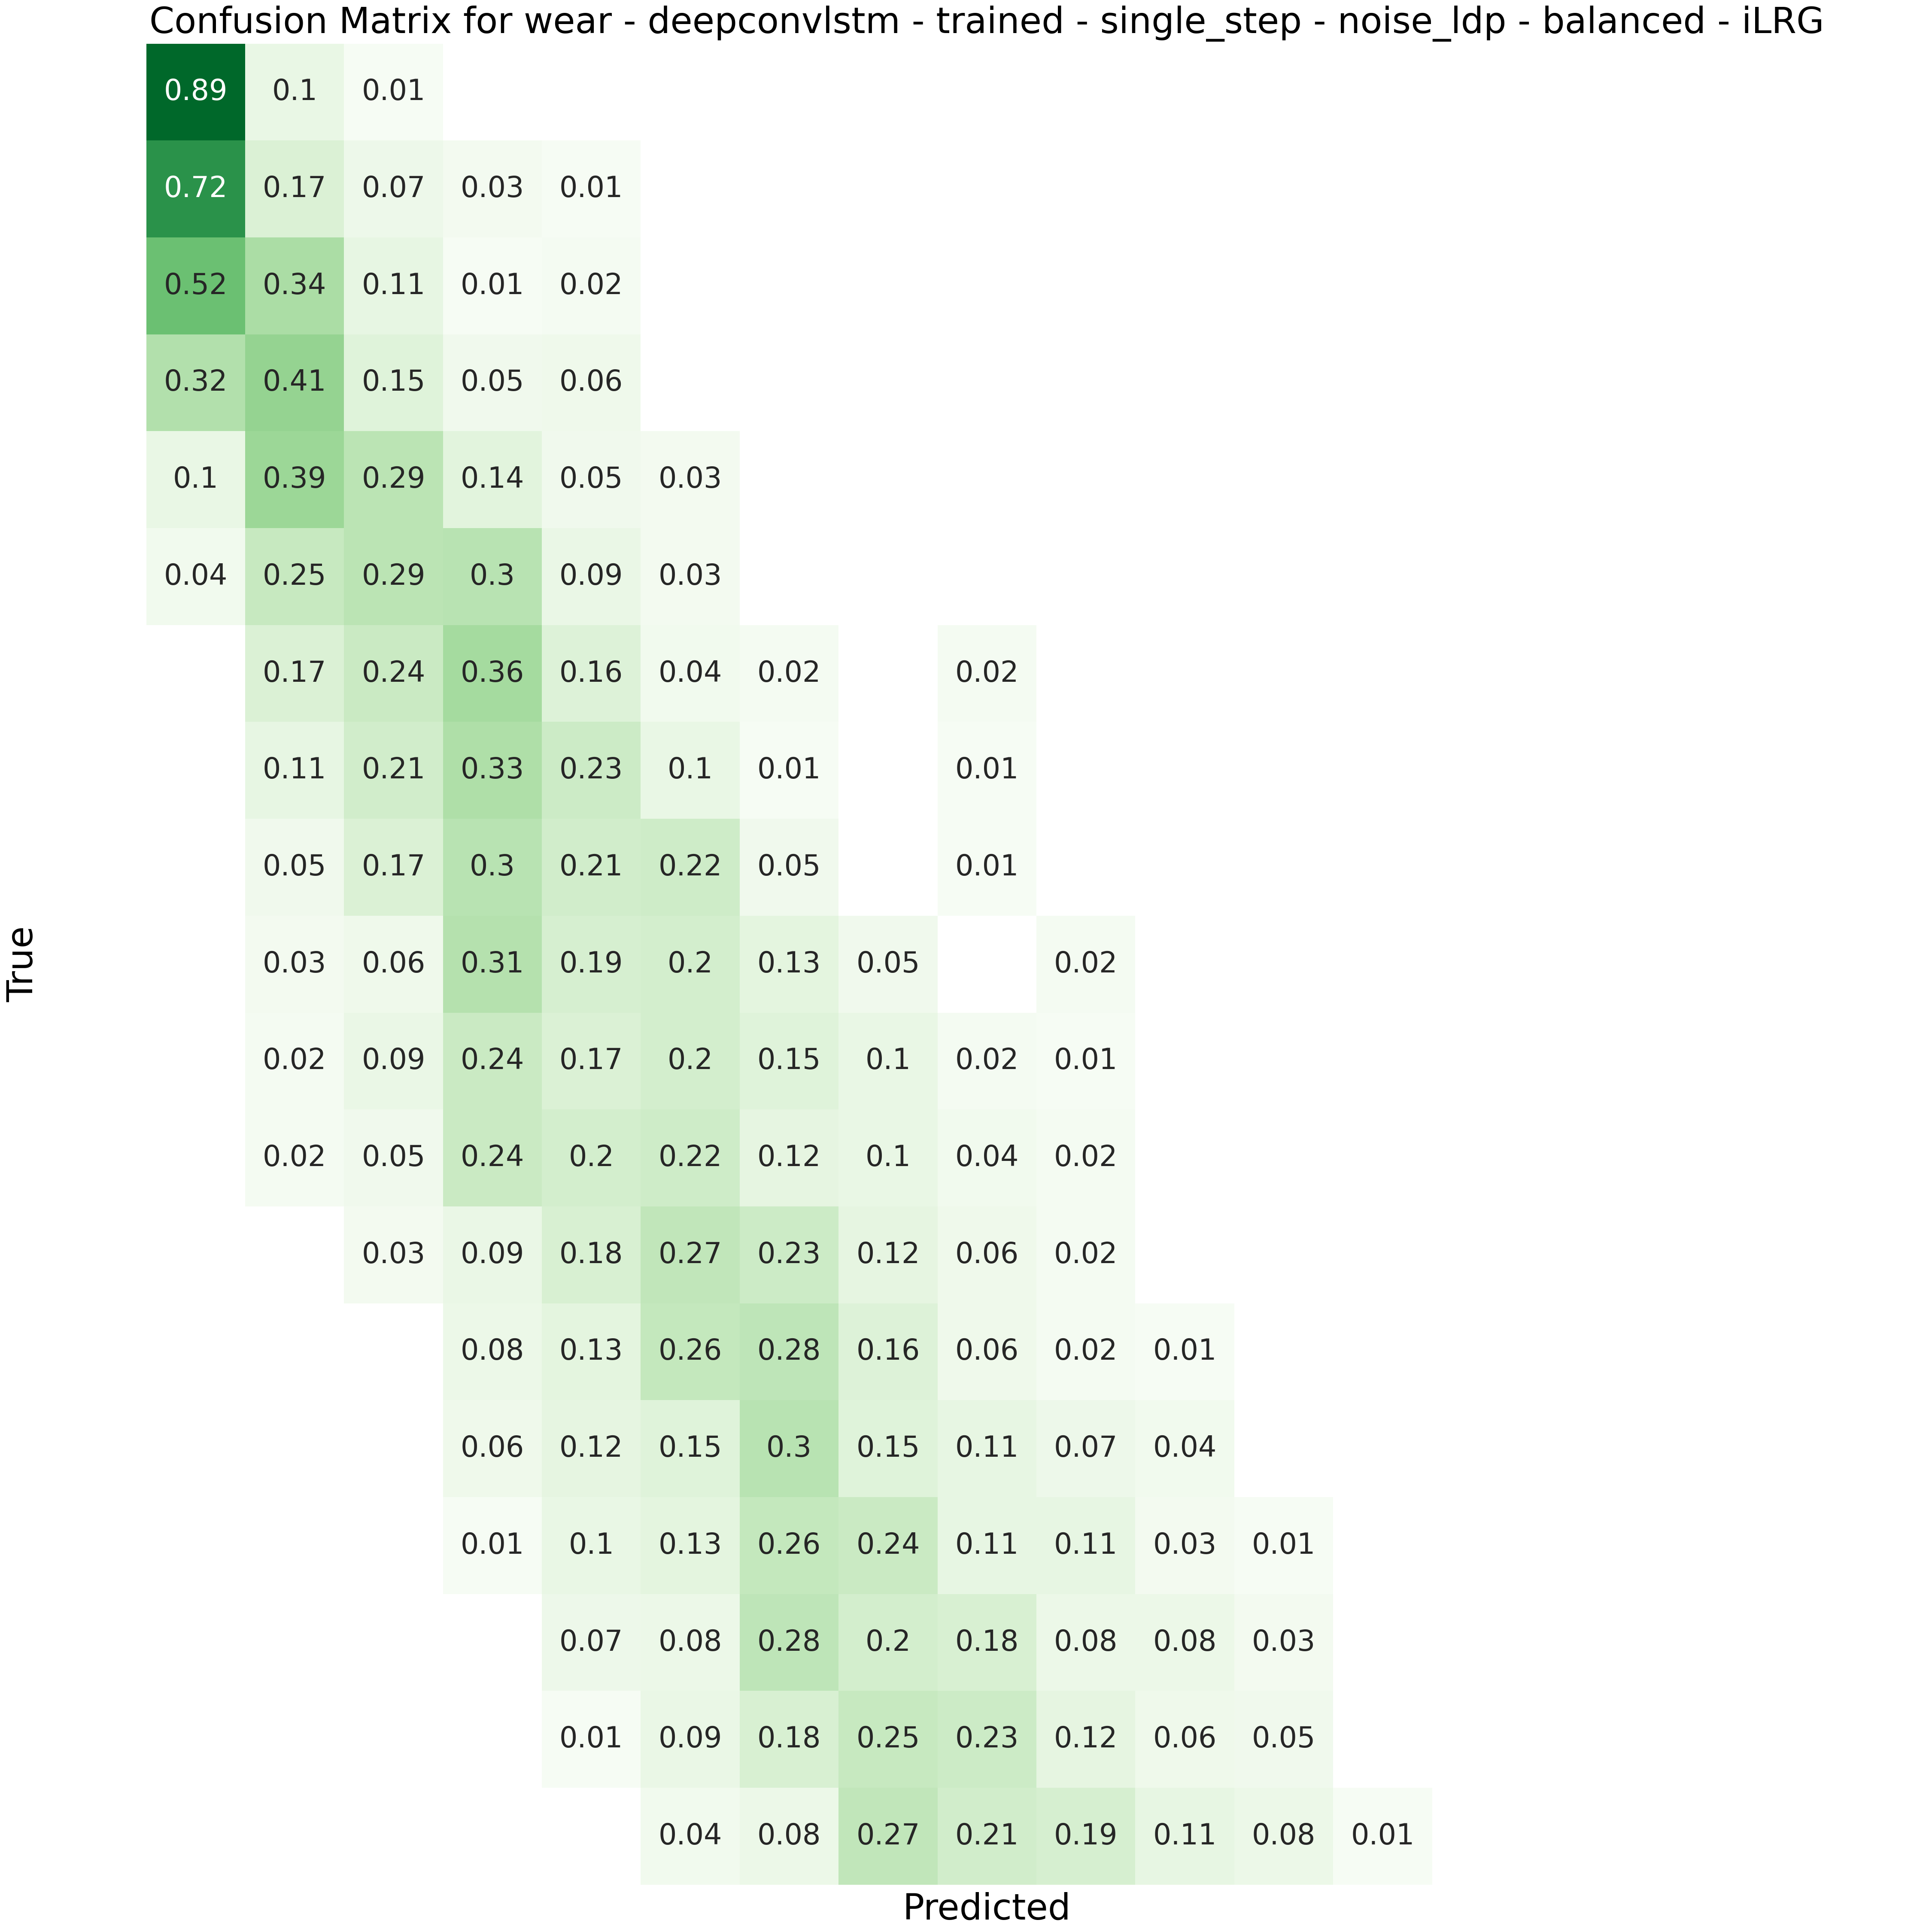 Confusion Matrix for wear - deepconvlstm - trained - single_step - noise_ldp - balanced - iLRG
0.89 0.1 0.01
0.72 0.17 0.07 0.03 0.01
0.52 0.34 0.11 0.01 0.02
0.32 0.41 0.15 0.05 0.06
0.1 0.39 0.29 0.14 0.05 0.03
0.04 0.25 0.29 0.3 0.09 0.03
0.17 0.24 0.36 0.16 0.04 0.02 0.02
0.11 0.21 0.33 0.23 0.1 0.01 0.01
0.05 0.17 0.3 0.21 0.22 0.05 0.01
True
0.03 0.06 0.31 0.19 0.2 0.13 0.05 0.02
0.02 0.09 0.24 0.17 0.2 0.15 0.1 0.02 0.01
0.02 0.05 0.24 0.2 0.22 0.12 0.1 0.04 0.02
0.03 0.09 0.18 0.27 0.23 0.12 0.06 0.02
0.08 0.13 0.26 0.28 0.16 0.06 0.02 0.01
0.06 0.12 0.15 0.3 0.15 0.11 0.07 0.04
0.01 0.1 0.13 0.26 0.24 0.11 0.11 0.03 0.01
0.07 0.08 0.28 0.2 0.18 0.08 0.08 0.03
0.01 0.09 0.18 0.25 0.23 0.12 0.06 0.05
0.04 0.08 0.27 0.21 0.19 0.11 0.08 0.01
Predicted